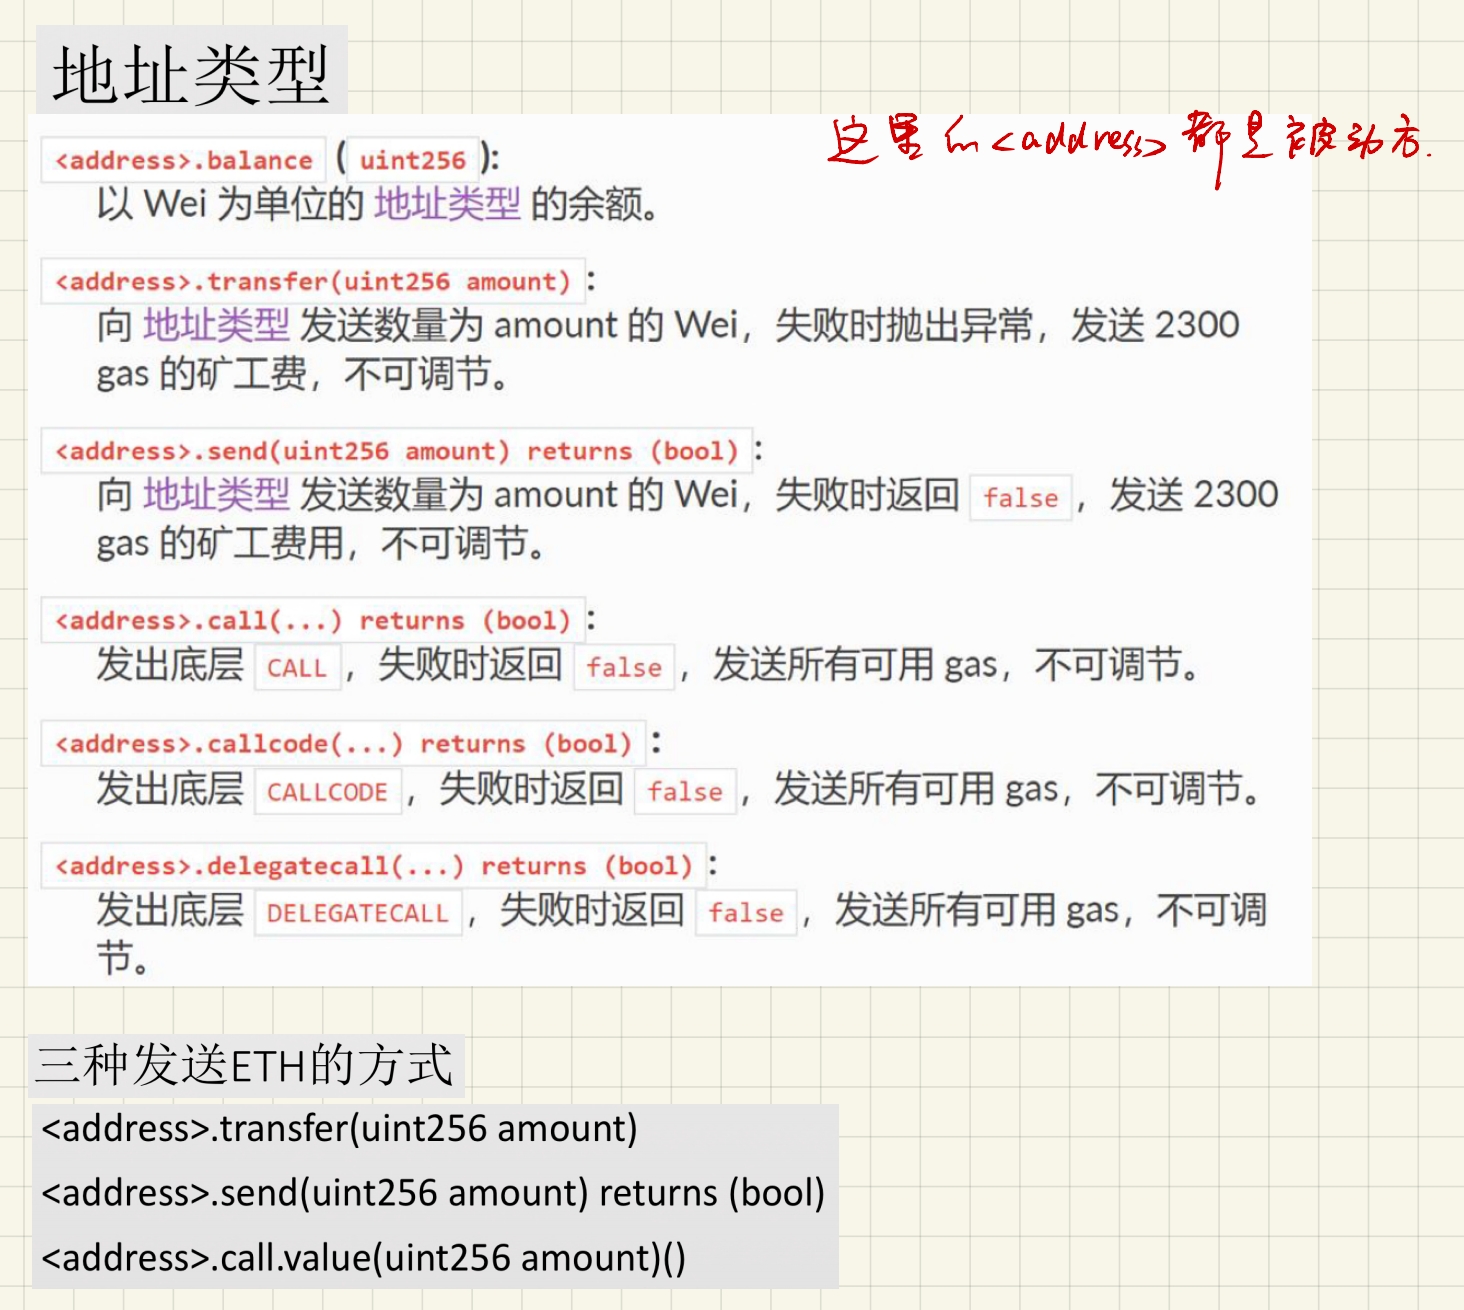 地址类型
这里的<address>都是被动方.
<address>.balance (uint256):
以 Wei 为单位的 地址类型 的余额。
<address>.transfer(uint256 amount) :
向 地址类型 发送数量为 amount 的 Wei，失败时抛出异常，发送 2300
gas 的矿工费，不可调节。
<address>.send(uint256 amount) returns (bool) :
向 地址类型 发送数量为 amount 的 Wei，失败时返回 false ，发送 2300
gas 的矿工费用，不可调节。
<address>.call(...) returns (bool) :
发出底层 CALL ，失败时返回 false ，发送所有可用 gas，不可调节。
<address>.callcode(...) returns (bool) :
发出底层 CALLCODE ，失败时返回 false ，发送所有可用 gas，不可调节。
<address>.delegatecall(...) returns (bool) :
发出底层 DELEGATECALL ，失败时返回 false ，发送所有可用 gas，不可调
节。
三种发送ETH的方式
<address>.transfer(uint256 amount)
<address>.send(uint256 amount) returns (bool)
<address>.call.value(uint256 amount)()